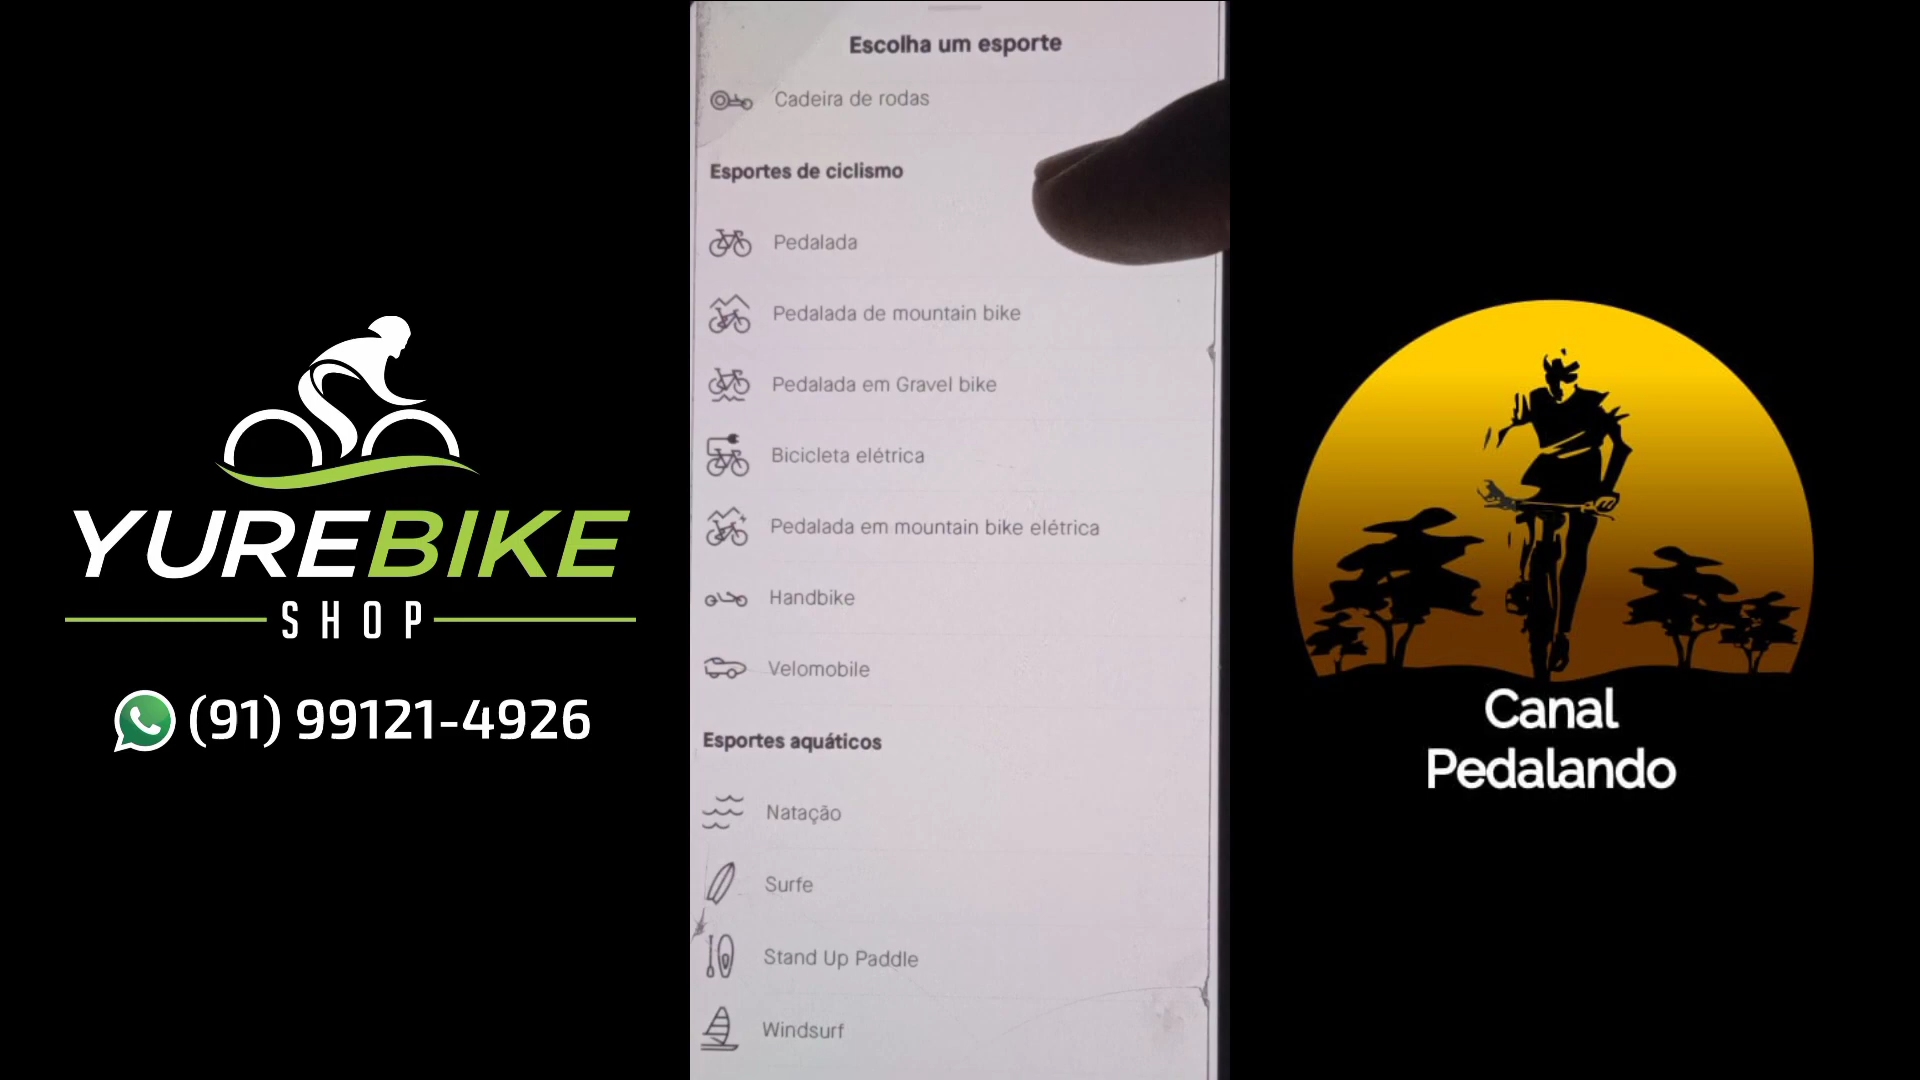 YUREBIKE
SHOP
(91) 99121-4926
Escolha um esporte
Cadeira de rodas
Esportes de ciclismo
Pedalada
Pedalada de mountain bike
Pedalada em Gravel bike
Bicicleta elétrica
Pedalada em mountain bike elétrica
Handbike
Velomobile
Esportes aquáticos
Natação
Surfe
Stand Up Paddle
Windsurf
Canal
Pedalando